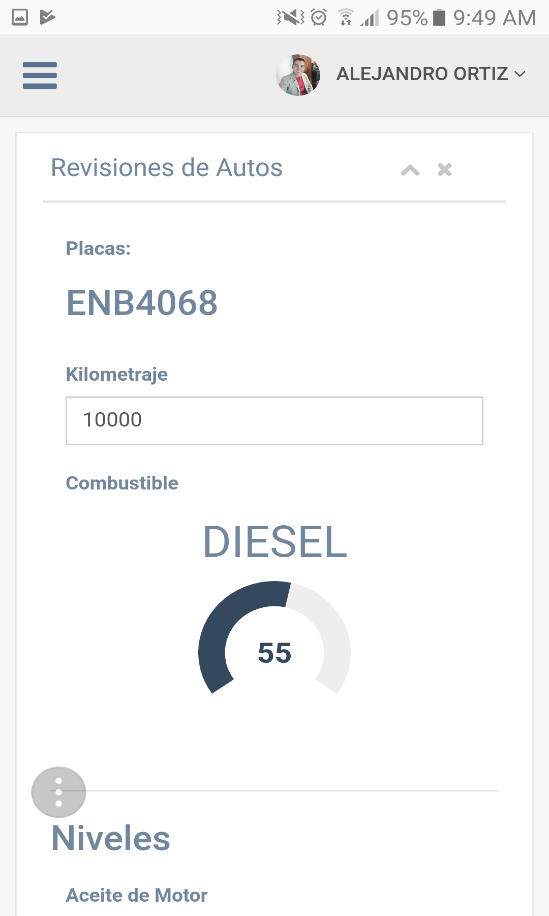 95% 9:49 AM
ALEJANDRO ORTIZ
Revisiones de Autos
Placas:
ENB4068
Kilometraje
10000
Combustible
DIESEL
55
Niveles
Aceite de Motor